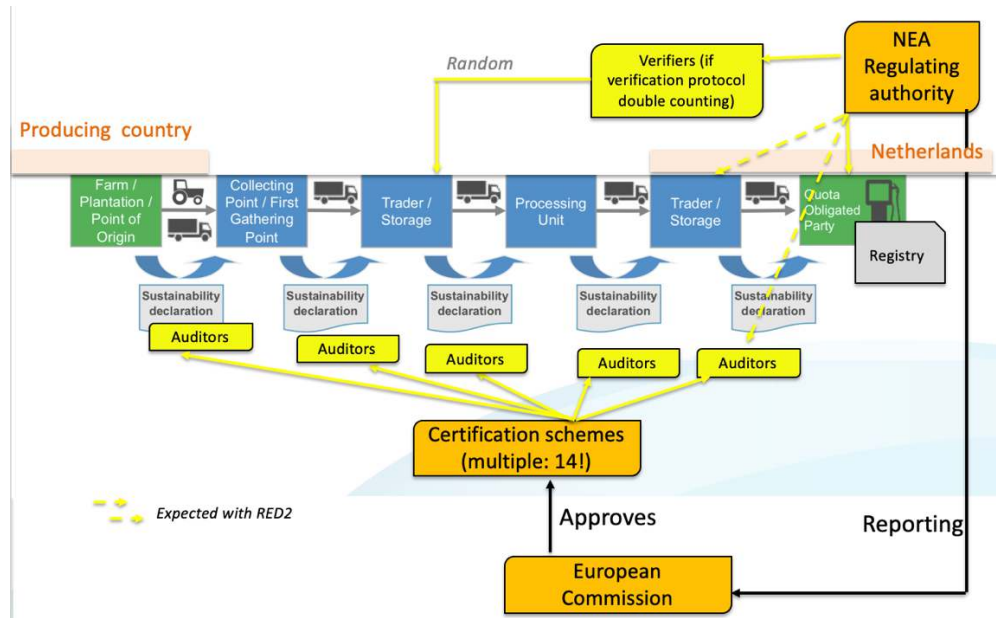 NEA
Regulating
authority
Verifiers (if
verification protocol
double counting)
Random
Producing country
Netherlands
Farm /
Plantation /
Point of
Origin
Collecting
Point / First
Gathering
Point
Trader /
Storage
Processing
Unit
Trader /
Storage
Quota
Obligated
Party
Registry
Sustainability
declaration
Sustainability
declaration
Sustainability
declaration
Sustainability
declaration
Sustainability
declaration
Auditors
Auditors
Auditors
Auditors
Auditors
Certification schemes
(multiple: 14!)
Expected with RED2
Approves
Reporting
European
Commission